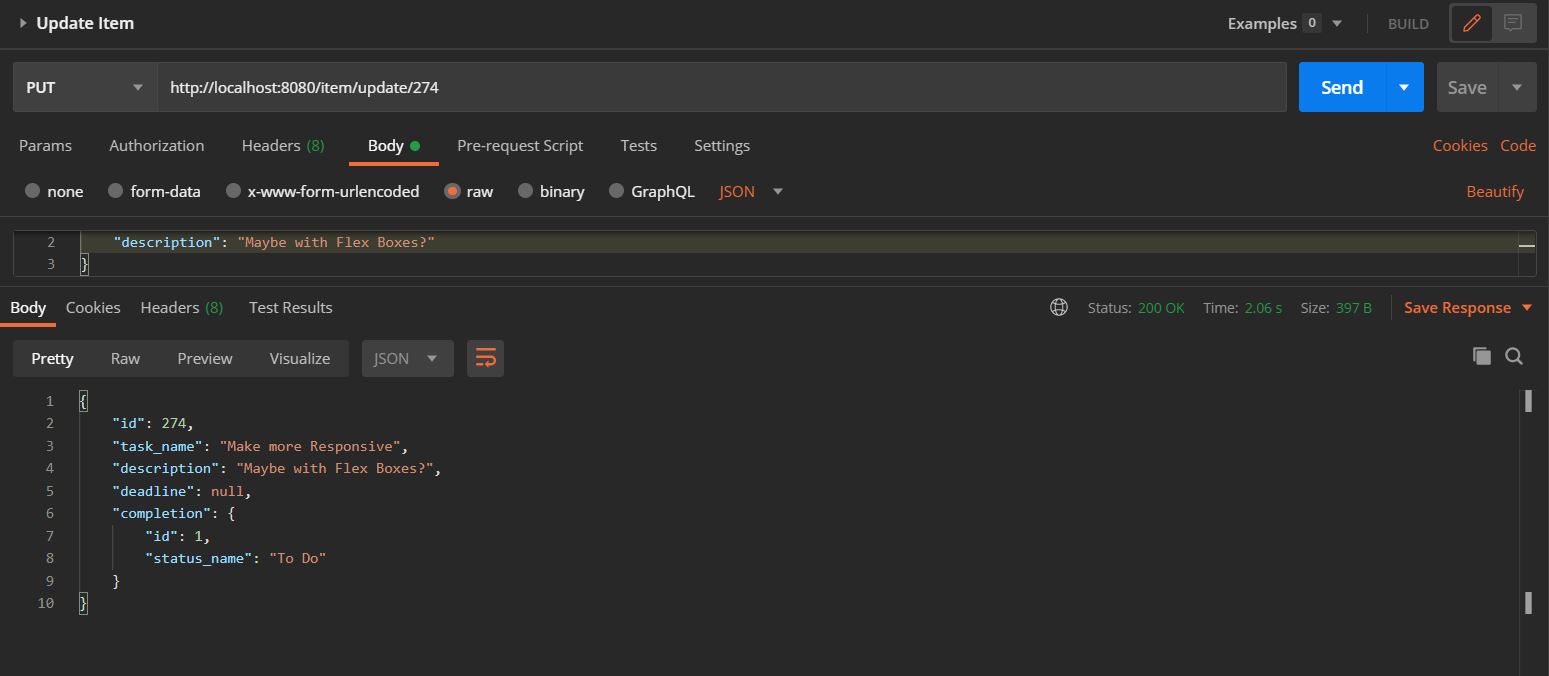 Update Item Examples 0 BUILD
PUT http://localhost:8080/item/update/274 Send Save
Params Authorization Headers (8) Body Pre-request Script Tests Settings Cookies Code
none form-data x-www-form-urlencoded raw binary GraphQL JSON Beautify
2 "description": "Maybe with Flex Boxes?"
3 }
Body Cookies Headers (8) Test Results Status: 200 OK Time: 2.06 s Size: 397 B Save Response
Pretty Raw Preview Visualize JSON
1 {
2 "id": 274,
3 "task_name": "Make more Responsive",
4 "description": "Maybe with Flex Boxes?",
5 "deadline": null,
6 "completion": {
7 "id": 1,
8 "status_name": "To Do"
9 }
10 }